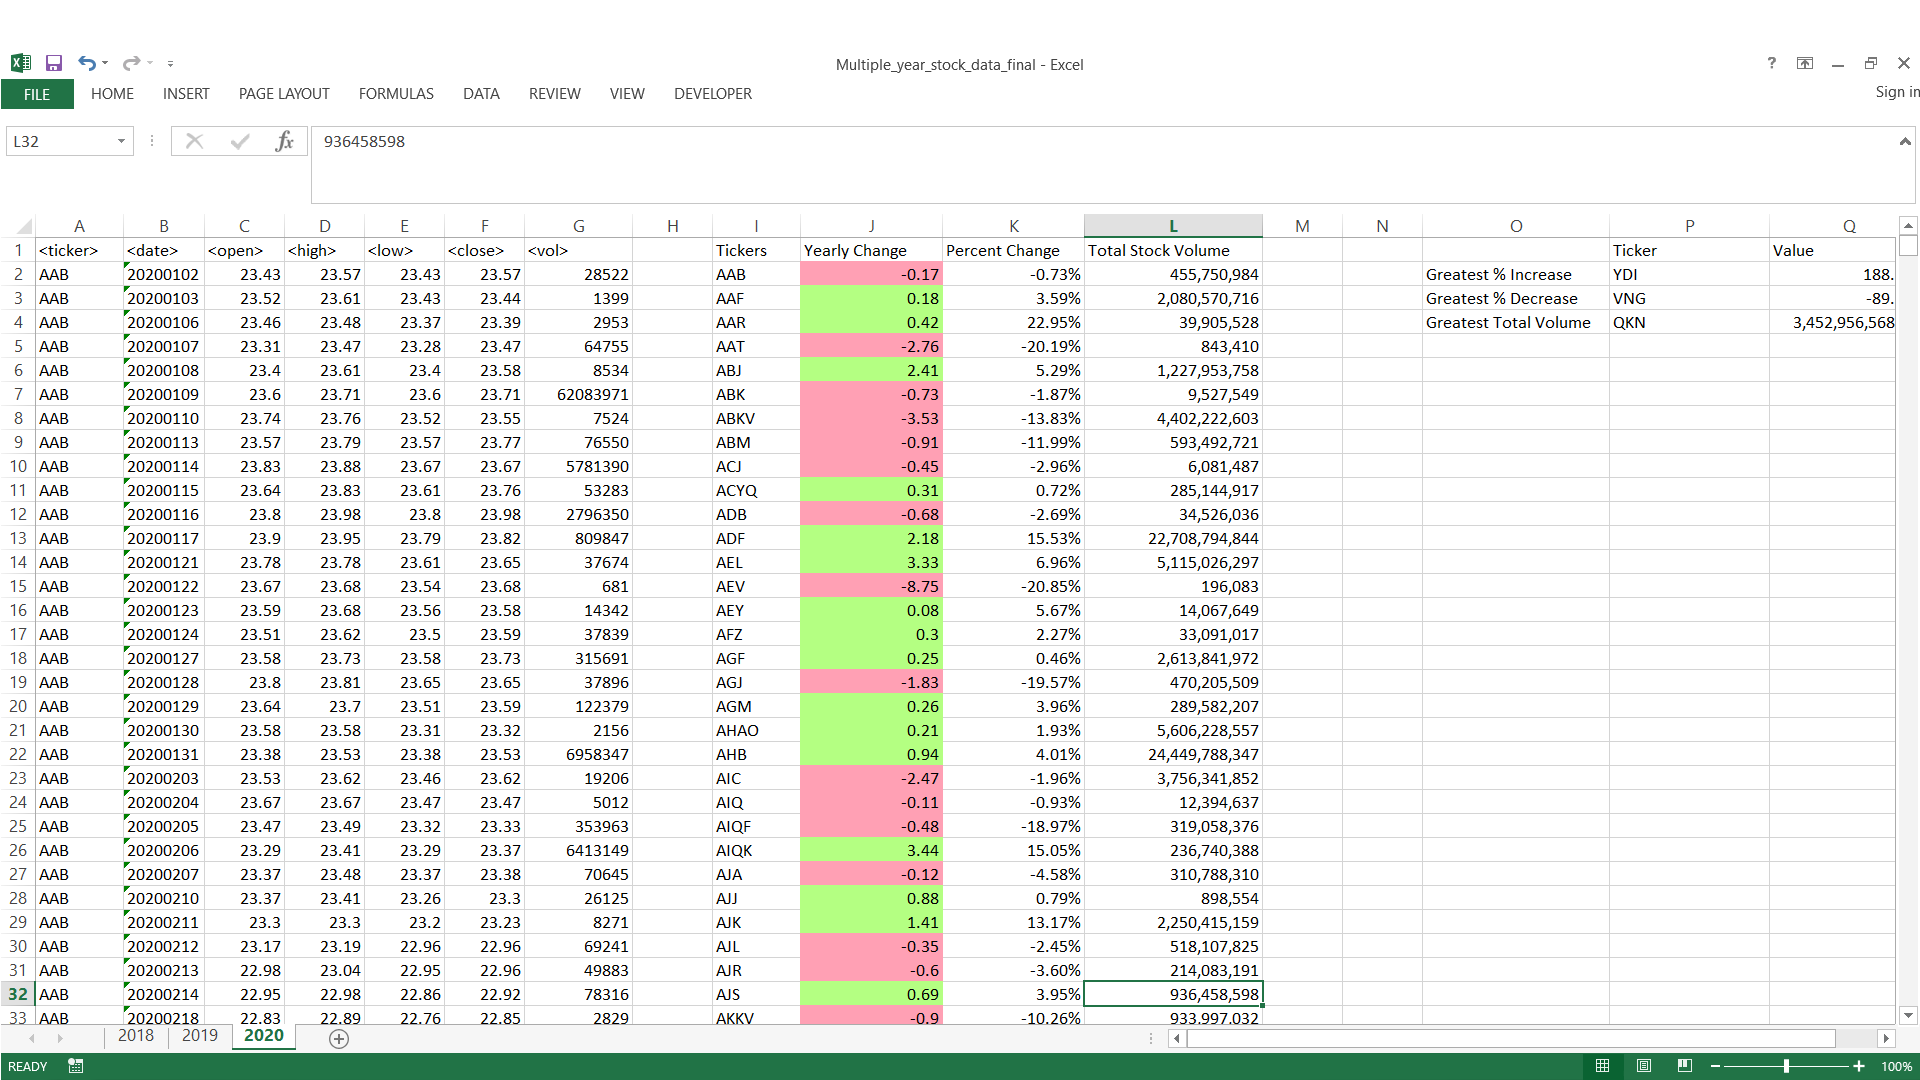 Multiple_year_stock_data_final - Excel
?
FILE HOME INSERT PAGE LAYOUT FORMULAS DATA REVIEW VIEW DEVELOPER Sign in
L32 fx 936458598
A B C D E F G H I J K L M N O P Q
1 <ticker> <date> <open> <high> <low> <close> <vol> Tickers Yearly Change Percent Change Total Stock Volume Ticker Value
2 AAB 20200102 23.43 23.57 23.43 23.57 28522 AAB -0.17 -0.73% 455,750,984 Greatest % Increase YDI 188.
3 AAB 20200103 23.52 23.61 23.43 23.44 1399 AAF 0.18 3.59% 2,080,570,716 Greatest % Decrease VNG -89.
4 AAB 20200106 23.46 23.48 23.37 23.39 2953 AAR 0.42 22.95% 39,905,528 Greatest Total Volume QKN 3,452,956,568
5 AAB 20200107 23.31 23.47 23.28 23.47 64755 AAT -2.76 -20.19% 843,410
6 AAB 20200108 23.4 23.61 23.4 23.58 8534 ABJ 2.41 5.29% 1,227,953,758
7 AAB 20200109 23.6 23.71 23.6 23.71 62083971 ABK -0.73 -1.87% 9,527,549
8 AAB 20200110 23.74 23.76 23.52 23.55 7524 ABKV -3.53 -13.83% 4,402,222,603
9 AAB 20200113 23.57 23.79 23.57 23.77 76550 ABM -0.91 -11.99% 593,492,721
10 AAB 20200114 23.83 23.88 23.67 23.67 5781390 ACJ -0.45 -2.96% 6,081,487
11 AAB 20200115 23.64 23.83 23.61 23.76 53283 ACYQ 0.31 0.72% 285,144,917
12 AAB 20200116 23.8 23.98 23.8 23.98 2796350 ADB -0.68 -2.69% 34,526,036
13 AAB 20200117 23.9 23.95 23.79 23.82 809847 ADF 2.18 15.53% 22,708,794,844
14 AAB 20200121 23.78 23.78 23.61 23.65 37674 AEL 3.33 6.96% 5,115,026,297
15 AAB 20200122 23.67 23.68 23.54 23.68 681 AEV -8.75 -20.85% 196,083
16 AAB 20200123 23.59 23.68 23.56 23.58 14342 AEY 0.08 5.67% 14,067,649
17 AAB 20200124 23.51 23.62 23.5 23.59 37839 AFZ 0.3 2.27% 33,091,017
18 AAB 20200127 23.58 23.73 23.58 23.73 315691 AGF 0.25 0.46% 2,613,841,972
19 AAB 20200128 23.8 23.81 23.65 23.65 37896 AGJ -1.83 -19.57% 470,205,509
20 AAB 20200129 23.64 23.7 23.51 23.59 122379 AGM 0.26 3.96% 289,582,207
21 AAB 20200130 23.58 23.58 23.31 23.32 2156 AHAO 0.21 1.93% 5,606,228,557
22 AAB 20200131 23.38 23.53 23.38 23.53 6958347 AHB 0.94 4.01% 24,449,788,347
23 AAB 20200203 23.53 23.62 23.46 23.62 19206 AIC -2.47 -1.96% 3,756,341,852
24 AAB 20200204 23.67 23.67 23.47 23.47 5012 AIQ -0.11 -0.93% 12,394,637
25 AAB 20200205 23.47 23.49 23.32 23.33 353963 AIQF -0.48 -18.97% 319,058,376
26 AAB 20200206 23.29 23.41 23.29 23.37 6413149 AIQK 3.44 15.05% 236,740,388
27 AAB 20200207 23.37 23.48 23.37 23.38 70645 AJA -0.12 -4.58% 310,788,310
28 AAB 20200210 23.37 23.41 23.26 23.3 26125 AJJ 0.88 0.79% 898,554
29 AAB 20200211 23.3 23.3 23.2 23.23 8271 AJK 1.41 13.17% 2,250,415,159
30 AAB 20200212 23.17 23.19 22.96 22.96 69241 AJL -0.35 -2.45% 518,107,825
31 AAB 20200213 22.98 23.04 22.95 22.96 49883 AJR -0.6 -3.60% 214,083,191
32 AAB 20200214 22.95 22.98 22.86 22.92 78316 AJS 0.69 3.95% 936,458,598
33 AAB 20200218 22.83 22.89 22.76 22.85 2829 AKKV -0.9 -10.26% 933,997,032
2018 2019 2020
READY 100%